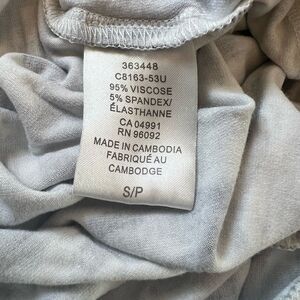 363448
C8163-53U
95% VISCOSE
5% SPANDEX/
ÉLASTHANNE
CA 04991
RN 96092
MADE IN CAMBODIA
FABRIQUÉ AU
CAMBODGE
S/P